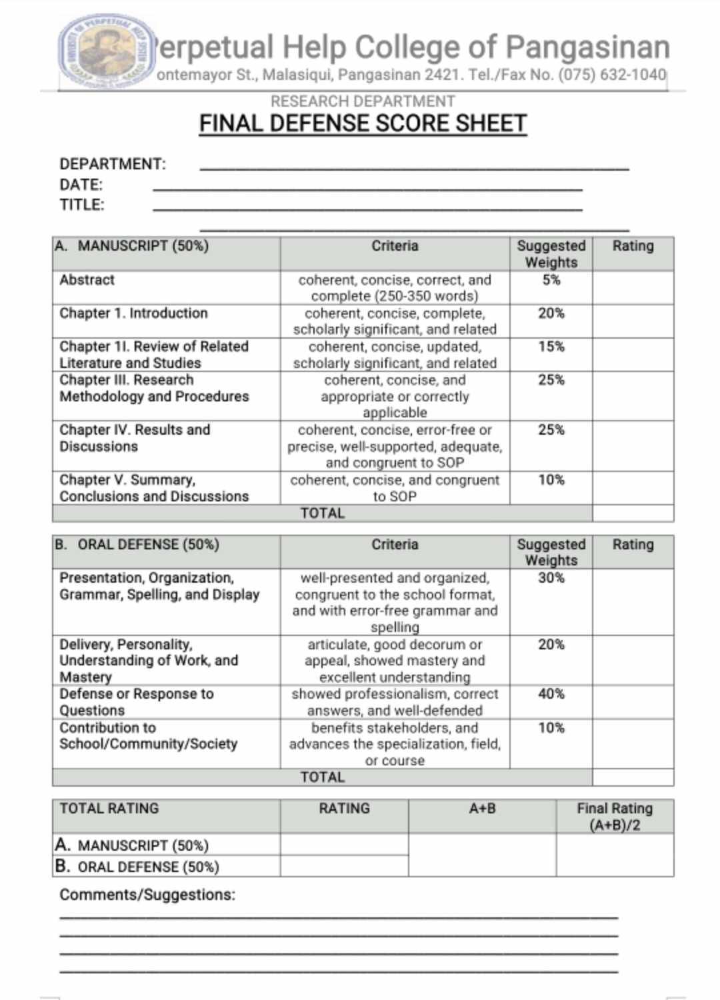 UNIVERSITY OF PERPETUAL HELP
erpetual Help College of Pangasinan
ontemayor St., Malasiqui, Pangasinan 2421. Tel./Fax No. (075) 632-1040
RESEARCH DEPARTMENT
FINAL DEFENSE SCORE SHEET
DEPARTMENT:
DATE:
TITLE:
A. MANUSCRIPT (50%) Criteria Suggested Weights Rating
Abstract coherent, concise, correct, and 5%
complete (250-350 words)
Chapter 1. Introduction coherent, concise, complete, 20%
scholarly significant, and related
Chapter 1I. Review of Related coherent, concise, updated, 15%
Literature and Studies scholarly significant, and related
Chapter III. Research coherent, concise, and 25%
Methodology and Procedures appropriate or correctly
applicable
Chapter IV. Results and coherent, concise, error-free or 25%
Discussions precise, well-supported, adequate,
and congruent to SOP
Chapter V. Summary, coherent, concise, and congruent 10%
Conclusions and Discussions to SOP
TOTAL
B. ORAL DEFENSE (50%) Criteria Suggested Weights Rating
Presentation, Organization, well-presented and organized, 30%
Grammar, Spelling, and Display congruent to the school format,
and with error-free grammar and
spelling
Delivery, Personality, articulate, good decorum or 20%
Understanding of Work, and appeal, showed mastery and
Mastery excellent understanding
Defense or Response to showed professionalism, correct 40%
Questions answers, and well-defended
Contribution to benefits stakeholders, and 10%
School/Community/Society advances the specialization, field,
or course
TOTAL
TOTAL RATING RATING A+B Final Rating
(A+B)/2
A. MANUSCRIPT (50%)
B. ORAL DEFENSE (50%)
Comments/Suggestions: